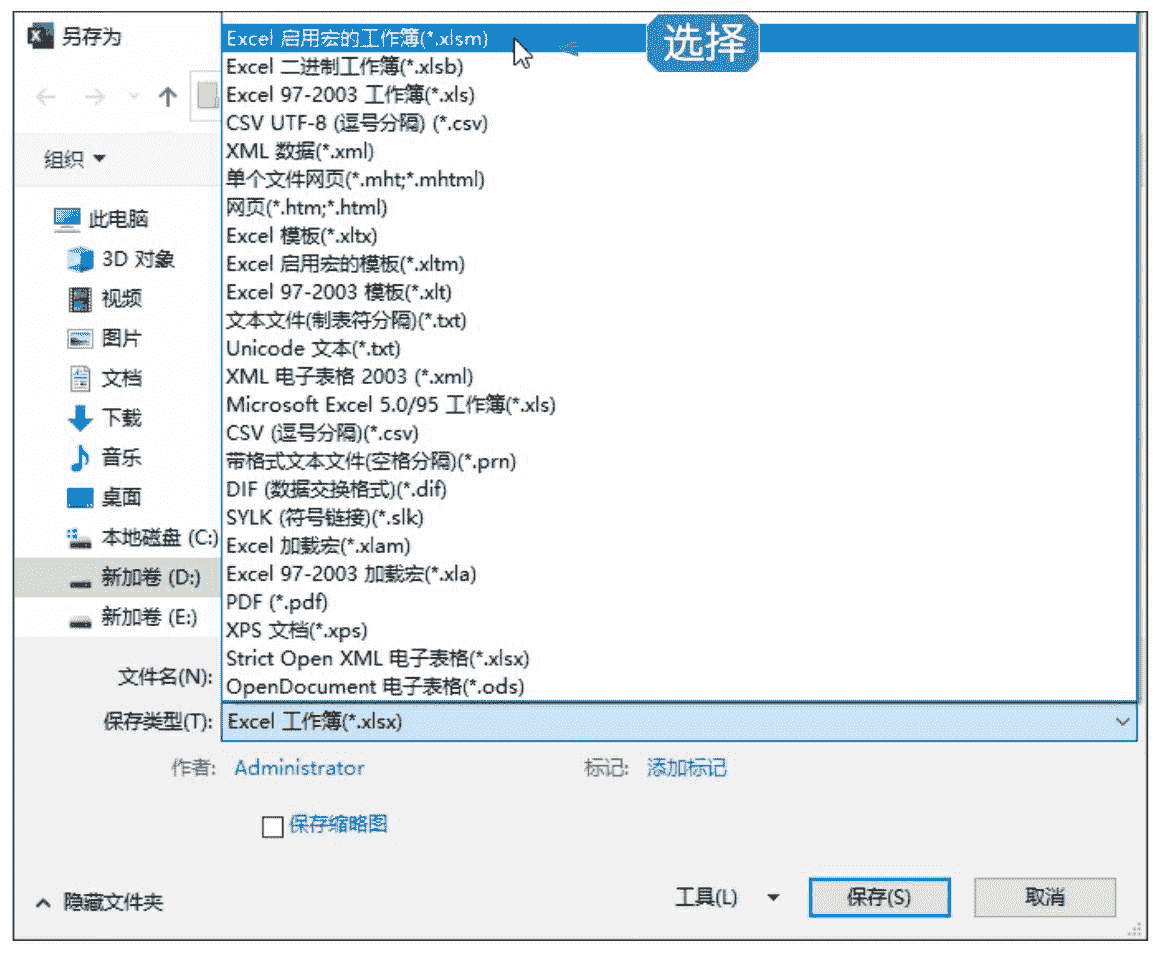 另存为
Excel 启用宏的工作簿(*.xlsm)
选择
Excel 二进制工作簿(*.xlsb)
Excel 97-2003 工作簿(*.xls)
CSV UTF-8 (逗号分隔) (*.csv)
XML 数据(*.xml)
单个文件网页(*.mht;*.mhtml)
网页(*.htm;*.html)
Excel 模板(*.xltx)
Excel 启用宏的模板(*.xltm)
Excel 97-2003 模板(*.xlt)
文本文件(制表符分隔)(*.txt)
Unicode 文本(*.txt)
XML 电子表格 2003 (*.xml)
Microsoft Excel 5.0/95 工作簿(*.xls)
CSV (逗号分隔)(*.csv)
带格式文本文件(空格分隔)(*.prn)
DIF (数据交换格式)(*.dif)
SYLK (符号链接)(*.slk)
Excel 加载宏(*.xlam)
Excel 97-2003 加载宏(*.xla)
PDF (*.pdf)
XPS 文档(*.xps)
Strict Open XML 电子表格(*.xlsx)
OpenDocument 电子表格(*.ods)
组织
此电脑
3D 对象
视频
图片
文档
下载
音乐
桌面
本地磁盘 (C:)
新加卷 (D:)
新加卷 (E:)
文件名(N):
保存类型(T): Excel 工作簿(*.xlsx)
作者: Administrator
标记: 添加标记
保存缩略图
隐藏文件夹
工具(L)
保存(S)
取消